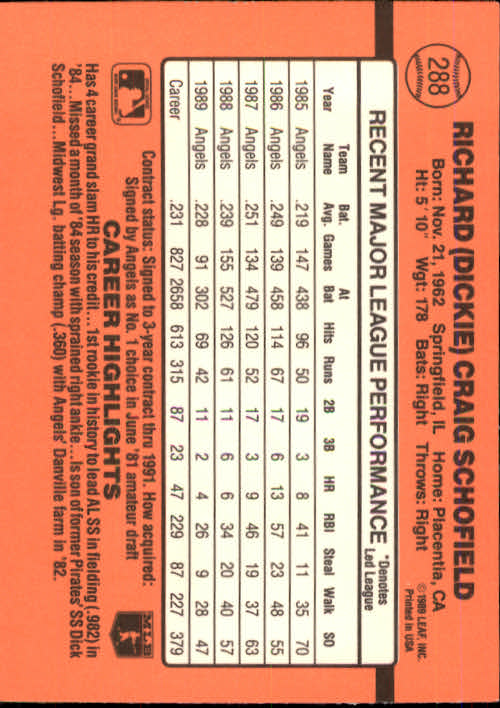 288
RICHARD (DICKIE) CRAIG SCHOFIELD
Born: Nov. 21, 1962 Springfield, IL Home: Placentia, CA
Ht: 5' 10" Wgt: 178 Bats: Right Throws: Right
© 1989 LEAF, INC.
Printed in USA
RECENT MAJOR LEAGUE PERFORMANCE *Denotes Led League
Year Team Name Bat. Avg. Games At Bat Hits Runs 2B 3B HR RBI Steal Walk SO
1985 Angels .219 147 438 96 50 19 3 8 41 11 35 70
1986 Angels .249 139 458 114 67 17 6 13 57 23 48 55
1987 Angels .251 134 479 120 52 17 3 9 46 19 37 63
1988 Angels .239 155 527 126 61 11 6 6 34 20 40 57
1989 Angels .228 91 302 69 42 11 2 4 26 9 28 47
Career .231 827 2658 613 315 87 23 47 229 87 227 379
Contract status: Signed to 3-year contract thru 1991. How acquired:
Signed by Angels as No. 1 choice in June '81 amateur draft
CAREER HIGHLIGHTS
MLB
Has 4 career grand slam HR to his credit... 1st rookie in history to lead AL SS in fielding (.982) in
'84...Missed a month of '84 season with sprained right ankle...Is son of former Pirates' SS Dick
Schofield...Midwest Lg. batting champ (.360) with Angels' Danville farm in '82.